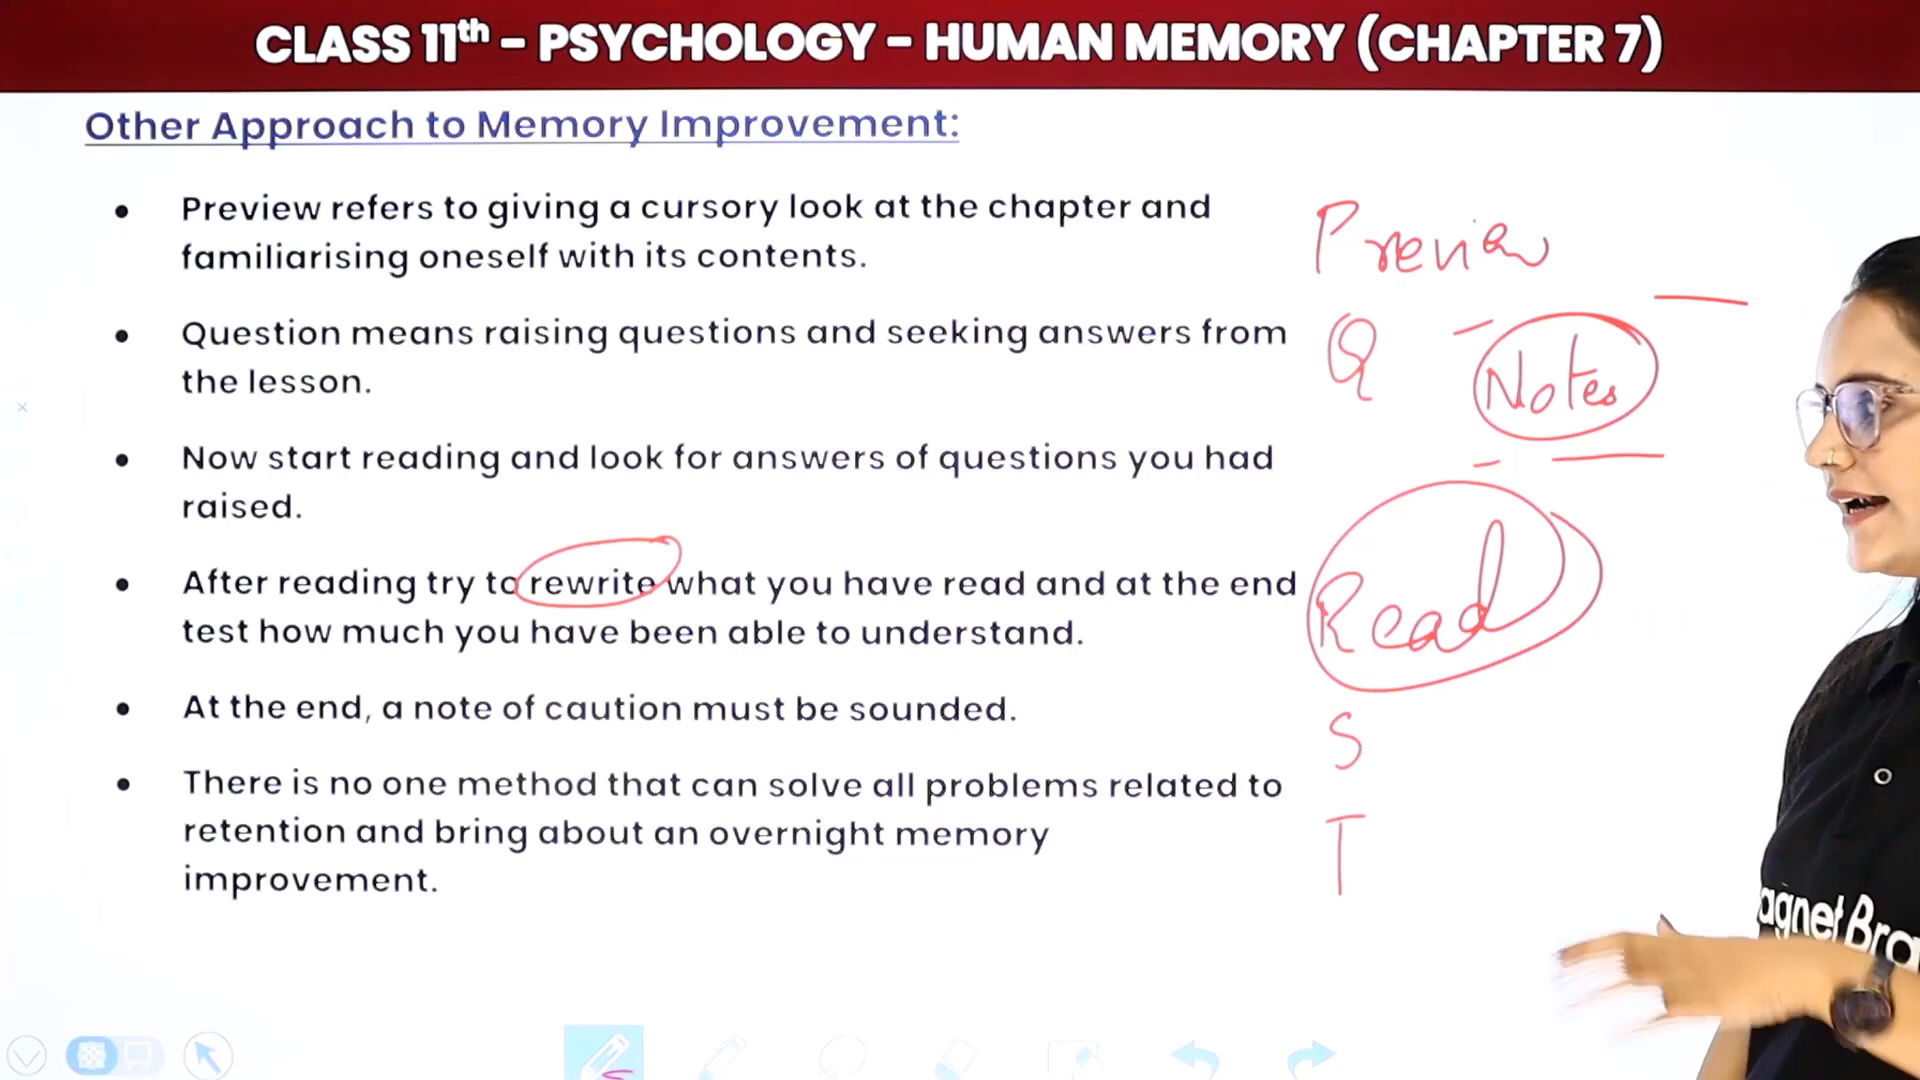 CLASS 11th – PSYCHOLOGY – HUMAN MEMORY (CHAPTER 7)
Other Approach to Memory Improvement:
• Preview refers to giving a cursory look at the chapter and
familiarising oneself with its contents.
• Question means raising questions and seeking answers from
the lesson.
• Now start reading and look for answers of questions you had
raised.
• After reading try to rewrite what you have read and at the end
test how much you have been able to understand.
• At the end, a note of caution must be sounded.
• There is no one method that can solve all problems related to
retention and bring about an overnight memory
improvement.
Preview
Q
Notes
Read
S
T
agnet Bra